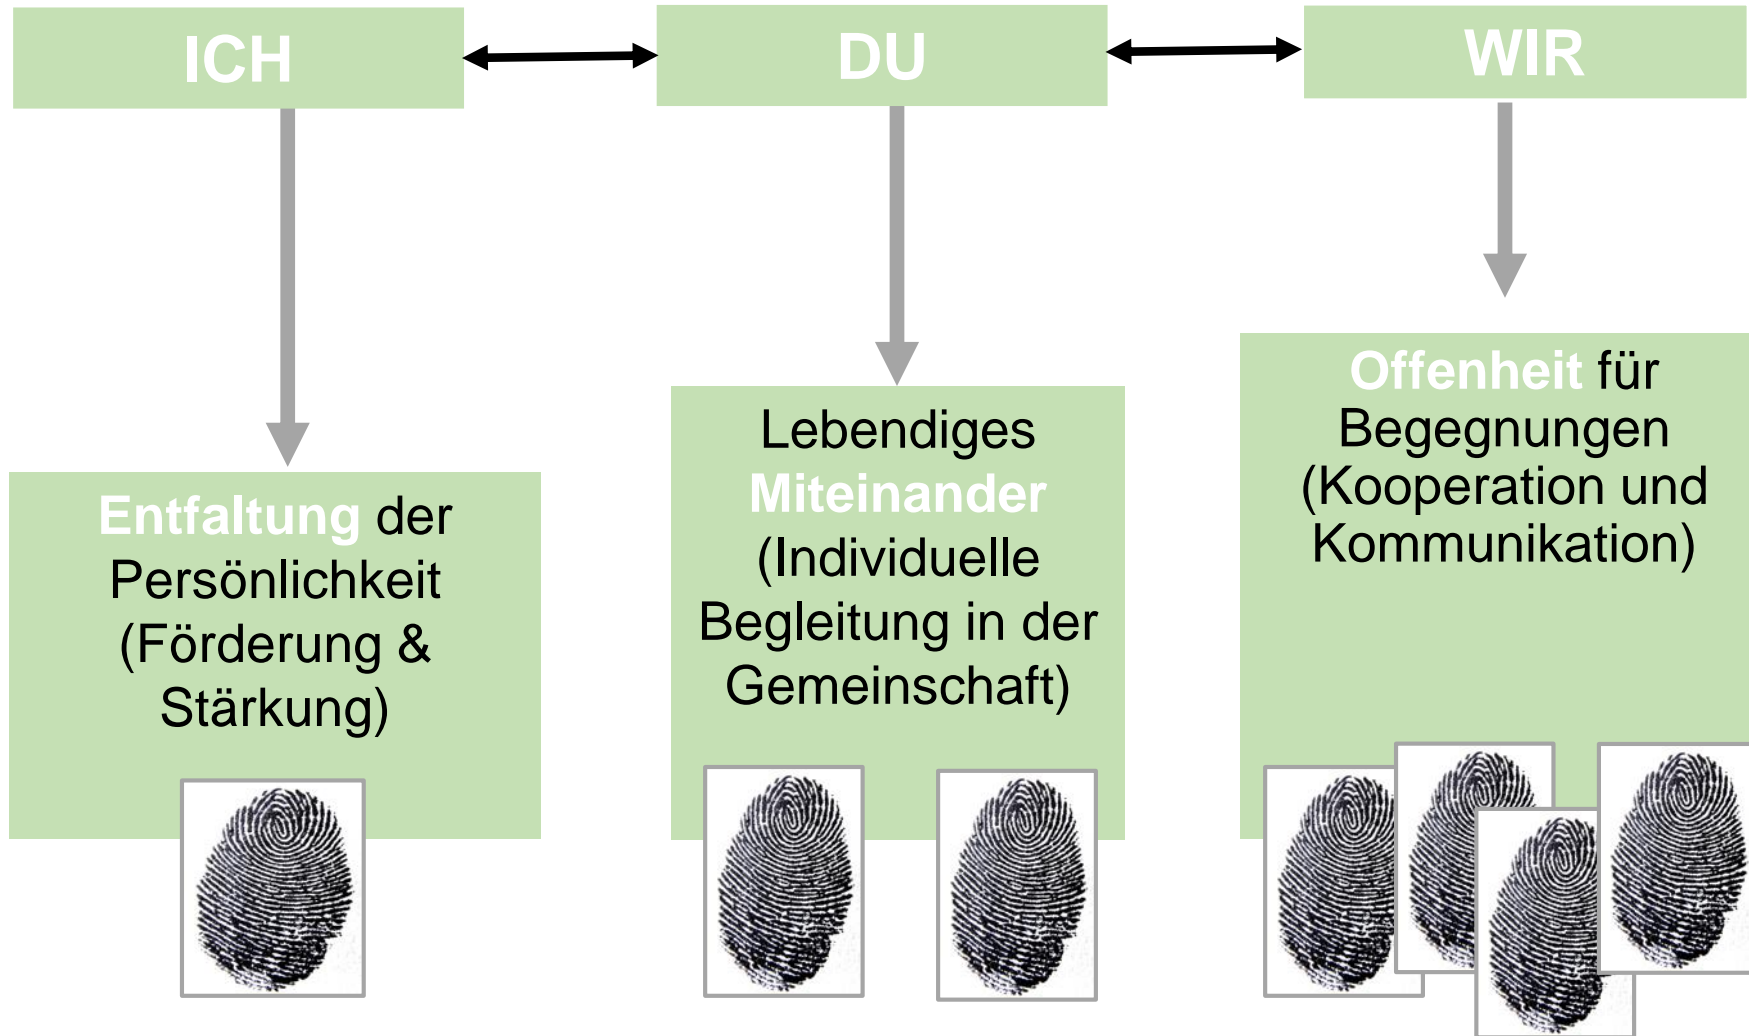 ICH
DU
WIR
Entfaltung der
Persönlichkeit
(Förderung &
Stärkung)
Lebendiges
Miteinander
(Individuelle
Begleitung in der
Gemeinschaft)
Offenheit für
Begegnungen
(Kooperation und
Kommunikation)